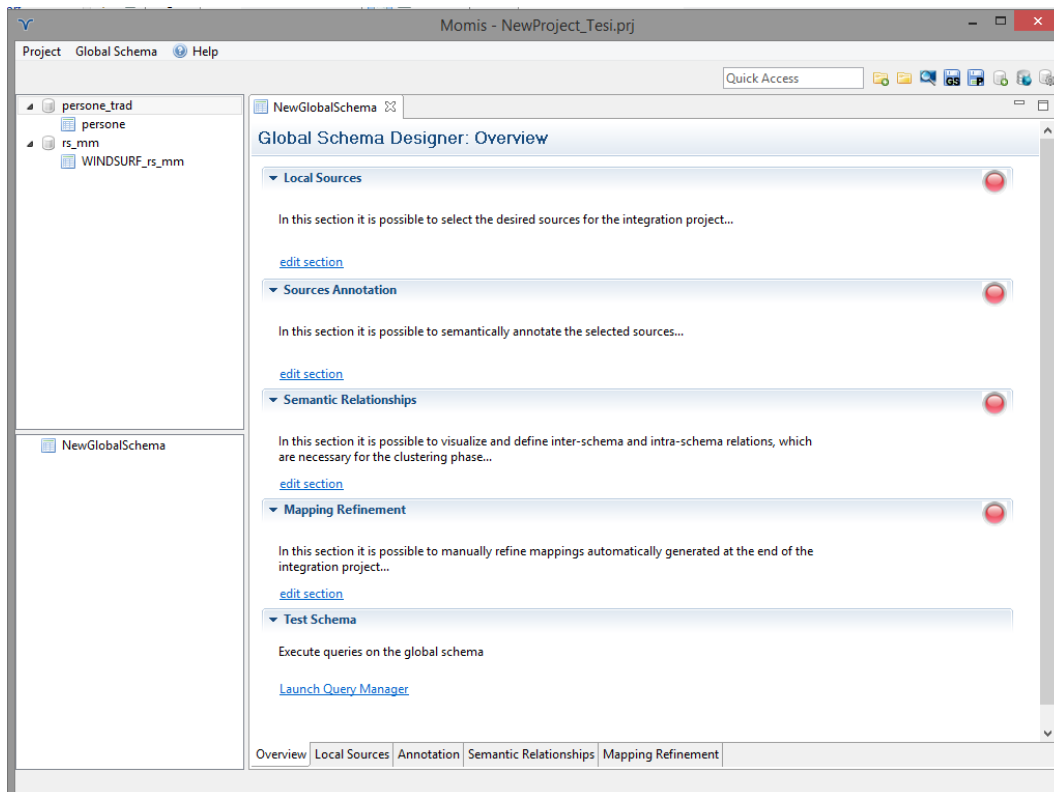 Momis - NewProject_Tesi.prj
Project Global Schema Help
Quick Access
GS P
persone_trad
persone
rs_mm
WINDSURF_rs_mm
NewGlobalSchema
NewGlobalSchema
Global Schema Designer: Overview
Local Sources
In this section it is possible to select the desired sources for the integration project...
edit section
Sources Annotation
In this section it is possible to semantically annotate the selected sources...
edit section
Semantic Relationships
In this section it is possible to visualize and define inter-schema and intra-schema relations, which
are necessary for the clustering phase...
edit section
Mapping Refinement
In this section it is possible to manually refine mappings automatically generated at the end of the
integration project...
edit section
Test Schema
Execute queries on the global schema
Launch Query Manager
Overview Local Sources Annotation Semantic Relationships Mapping Refinement